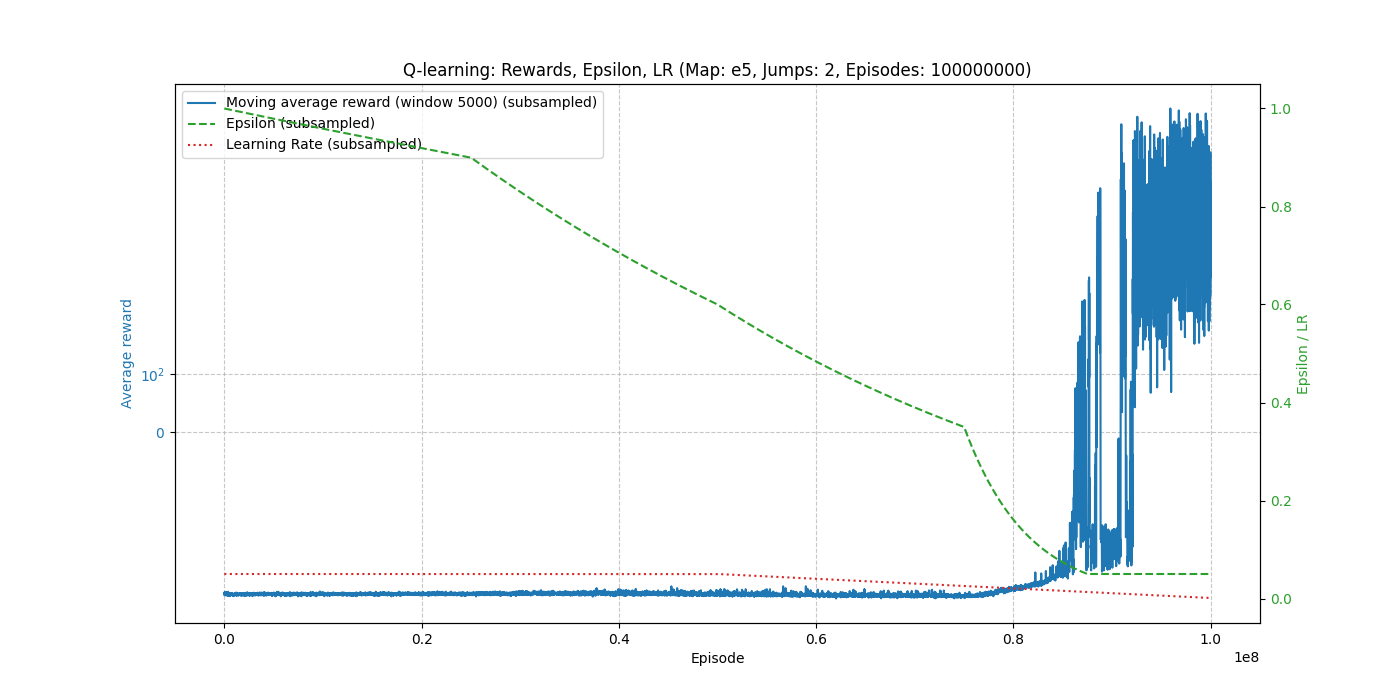 Q-learning: Rewards, Epsilon, LR (Map: e5, Jumps: 2, Episodes: 100000000)
Moving average reward (window 5000) (subsampled)
Epsilon (subsampled)
Learning Rate (subsampled)
Average reward
10²
0
1.0
0.8
0.6
0.4
0.2
0.0
Epsilon / LR
0.0 0.2 0.4 0.6 0.8 1.0
1e8
Episode